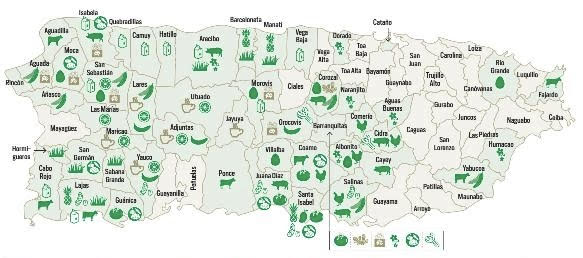 Isabela
Quebradillas
Aguadilla
Camuy
Hatillo
Arecibo
Barceloneta
Manatí
Vega
Baja
Dorado
Cataño
Toa
Baja
Vega
Alta
Moca
San
Sebastián
Aguada
Rincón
Añasco
Lares
Las Marías
Utuado
Morovis
Ciales
Corozal
Toa Alta
Naranjito
Bayamón
Guaynabo
San
Juan
Carolina
Loíza
Trujillo
Alto
Canóvanas
Río
Grande
Luquillo
Fajardo
Ceiba
Mayagüez
Maricao
Adjuntas
Jayuya
Orocovis
Barranquitas
Comerío
Aguas
Buenas
Gurabo
Juncos
Naguabo
Caguas
Cidra
San
Lorenzo
Las Piedras
Humacao
Hormi-
gueros
San
Germán
Sabana
Grande
Yauco
Cabo
Rojo
Lajas
Guánica
Guayanilla
Peñuelas
Ponce
Villalba
Juana Díaz
Coamo
Santa
Isabel
Aibonito
Cayey
Salinas
Guayama
Arroyo
Patillas
Yabucoa
Maunabo